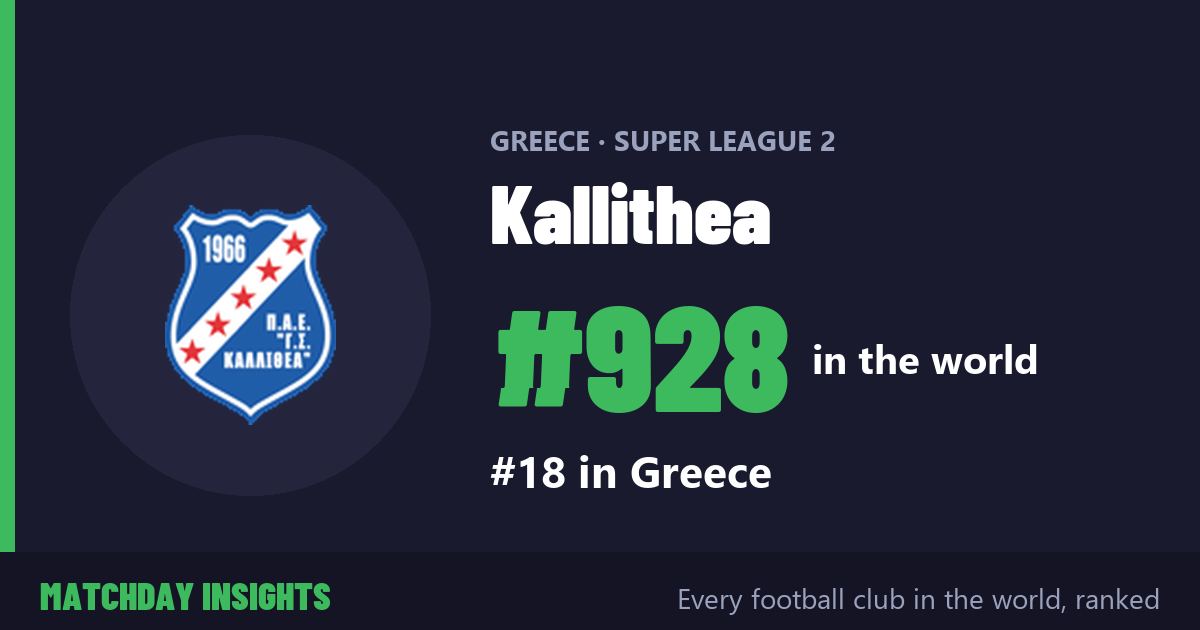 GREECE · SUPER LEAGUE 2
Kallithea
1966
Π.Α.Ε.
"Γ.Σ.
ΚΑΛΛΙΘΕΑ"
#928 in the world
#18 in Greece
MATCHDAY INSIGHTS
Every football club in the world, ranked